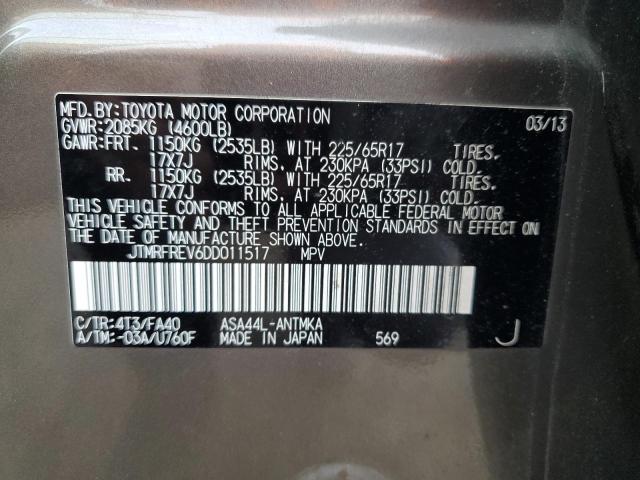 MFD.BY:TOYOTA MOTOR CORPORATION 03/13
GVWR:2085KG (4600LB)
GAWR:FRT. 1150KG (2535LB) WITH 225/65R17 TIRES,
17X7J RIMS, AT 230KPA (33PSI) COLD.
RR. 1150KG (2535LB) WITH 225/65R17 TIRES,
17X7J RIMS, AT 230KPA (33PSI) COLD.
THIS VEHICLE CONFORMS TO ALL APPLICABLE FEDERAL MOTOR
VEHICLE SAFETY AND THEFT PREVENTION STANDARDS IN EFFECT
ON THE DATE OF MANUFACTURE SHOWN ABOVE.
JTMRFREV6DD011517 MPV
C/TR:4T3/FA40 ASA44L-ANTMKA
A/TM:-03A/U760F MADE IN JAPAN 569 J